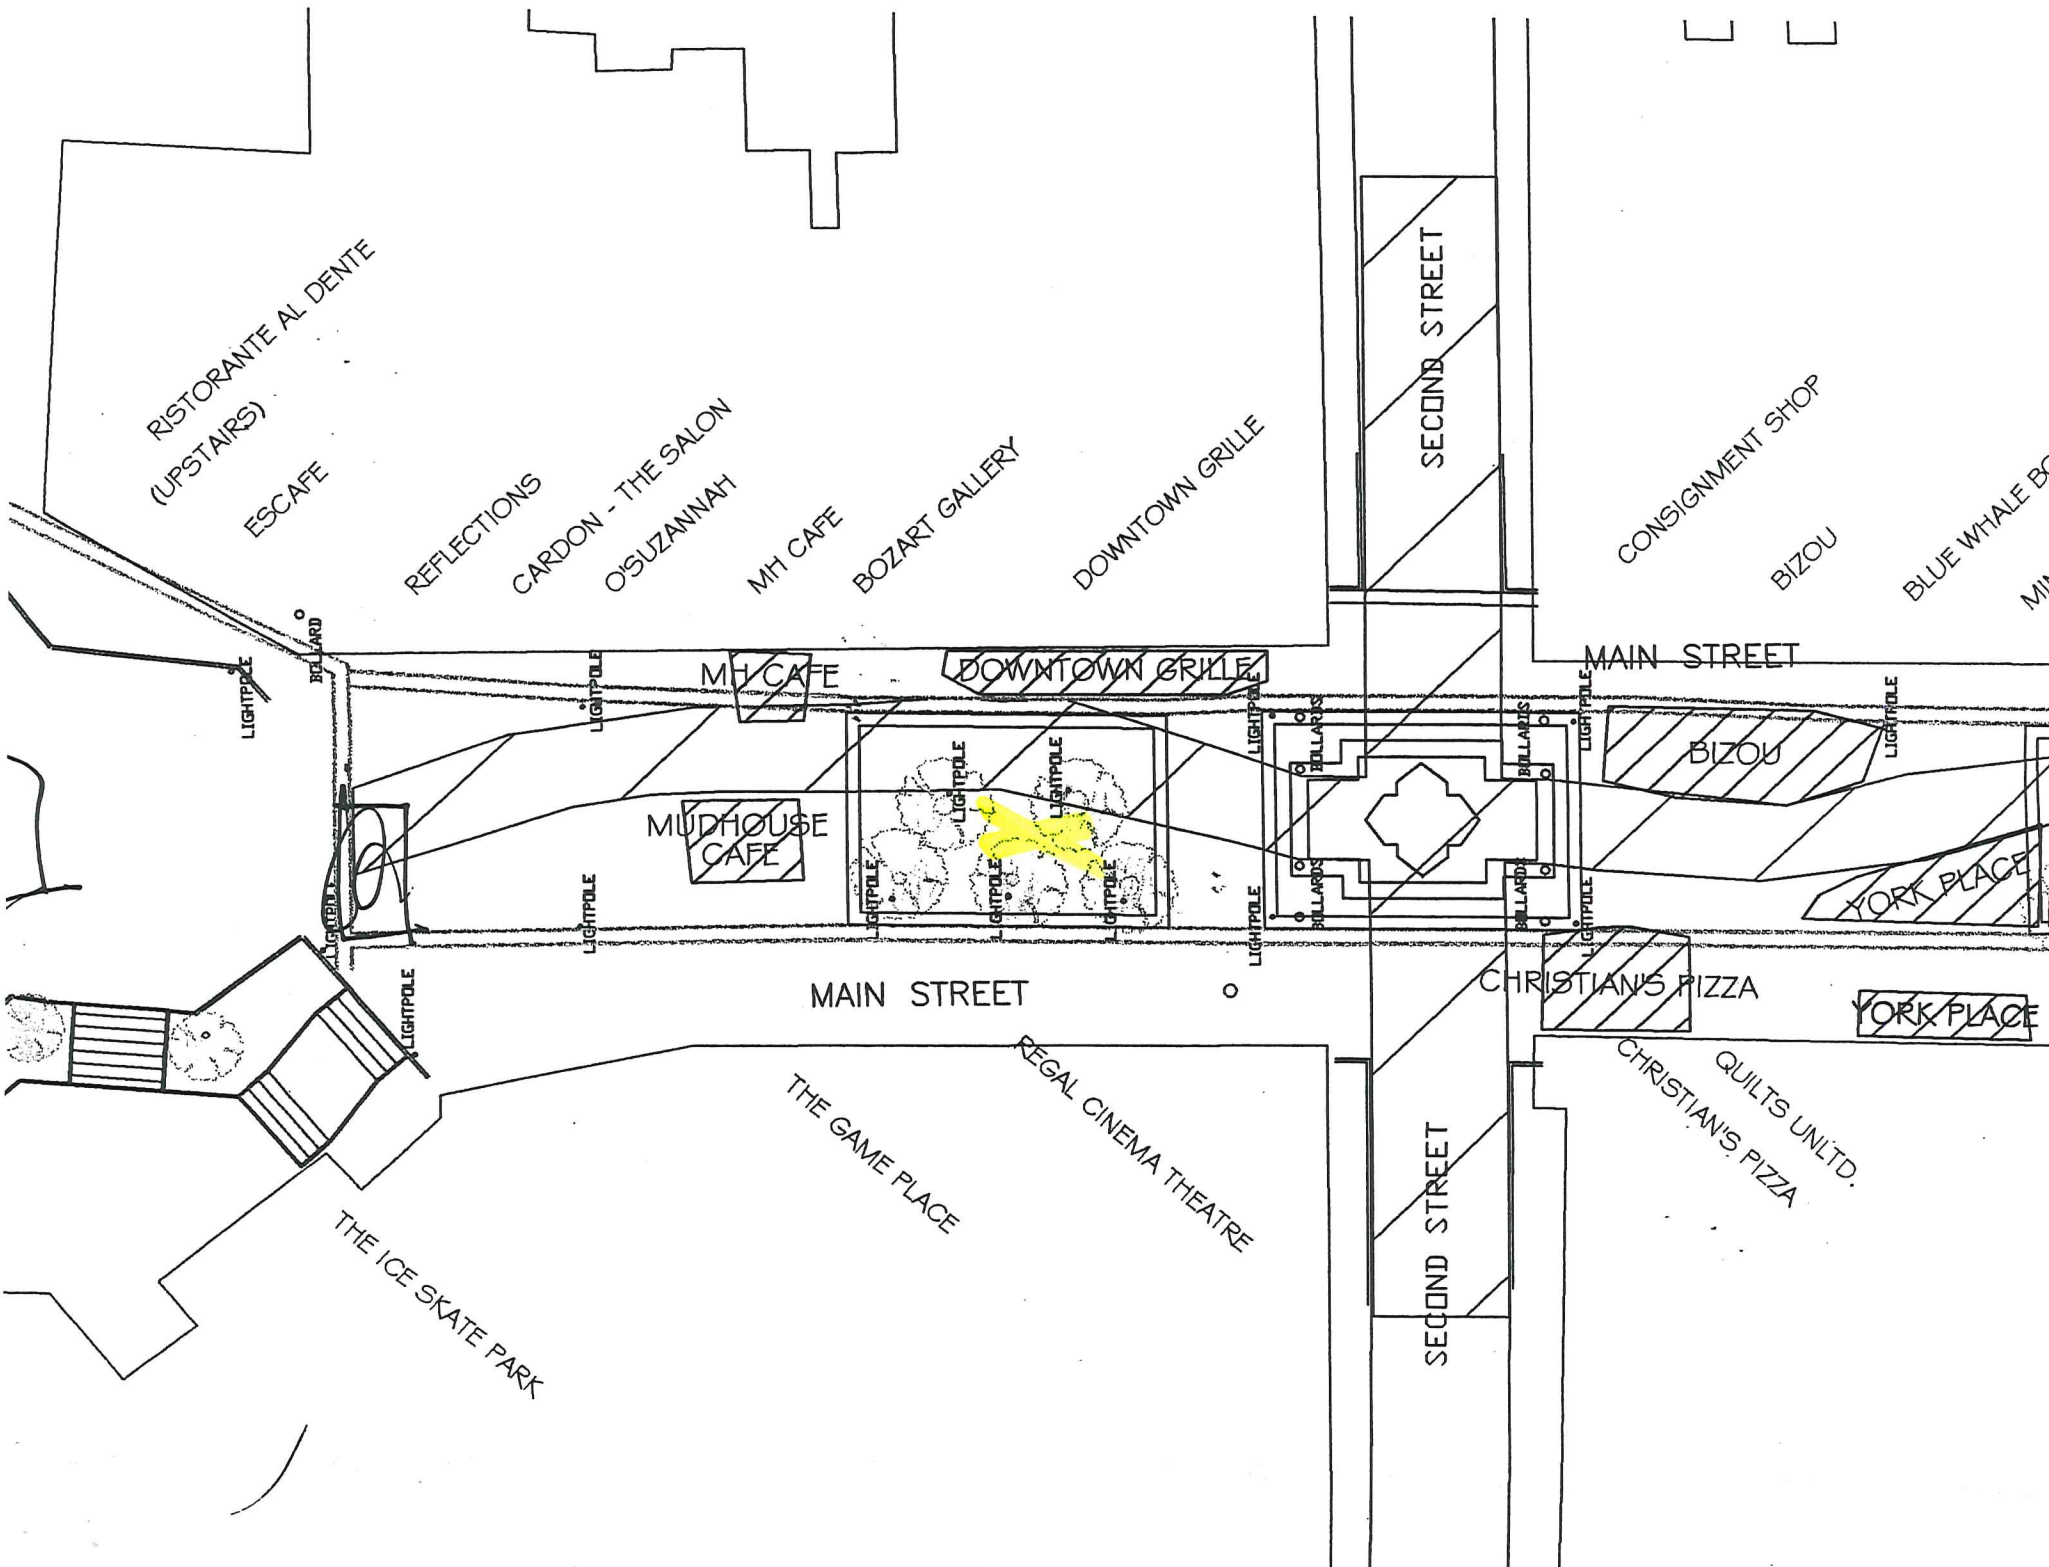 RISTORANTE AL DENTE
(UPSTAIRS)
ESCAFE
REFLECTIONS
CARDON - THE SALON
O'SUZANNAH
MH CAFE
BOZART GALLERY
DOWNTOWN GRILLE
SECOND STREET
CONSIGNMENT SHOP
BIZOU
BLUE WHALE
BOLLARD
LIGHTPOLE
LIGHTPOLE
MH CAFE
DOWNTOWN GRILLE
MAIN STREET
LIGHTPOLE
BOLLARDS
BOLLARDS
LIGHTPOLE
LIGHTPOLE
BIZOU
LIGHTPOLE
LIGHTPOLE
MUDHOUSE
CAFE
LIGHTPOLE
LIGHTPOLE
LIGHTPOLE
LIGHTPOLE
LIGHTPOLE
LIGHTPOLE
BOLLARDS
BOLLARDS
LIGHTPOLE
YORK PLACE
LIGHTPOLE
MAIN STREET
CHRISTIAN'S PIZZA
YORK PLACE
LIGHTPOLE
THE GAME PLACE
REGAL CINEMA THEATRE
SECOND STREET
CHRISTIAN'S PIZZA
QUILTS UNLTD.
THE ICE SKATE PARK